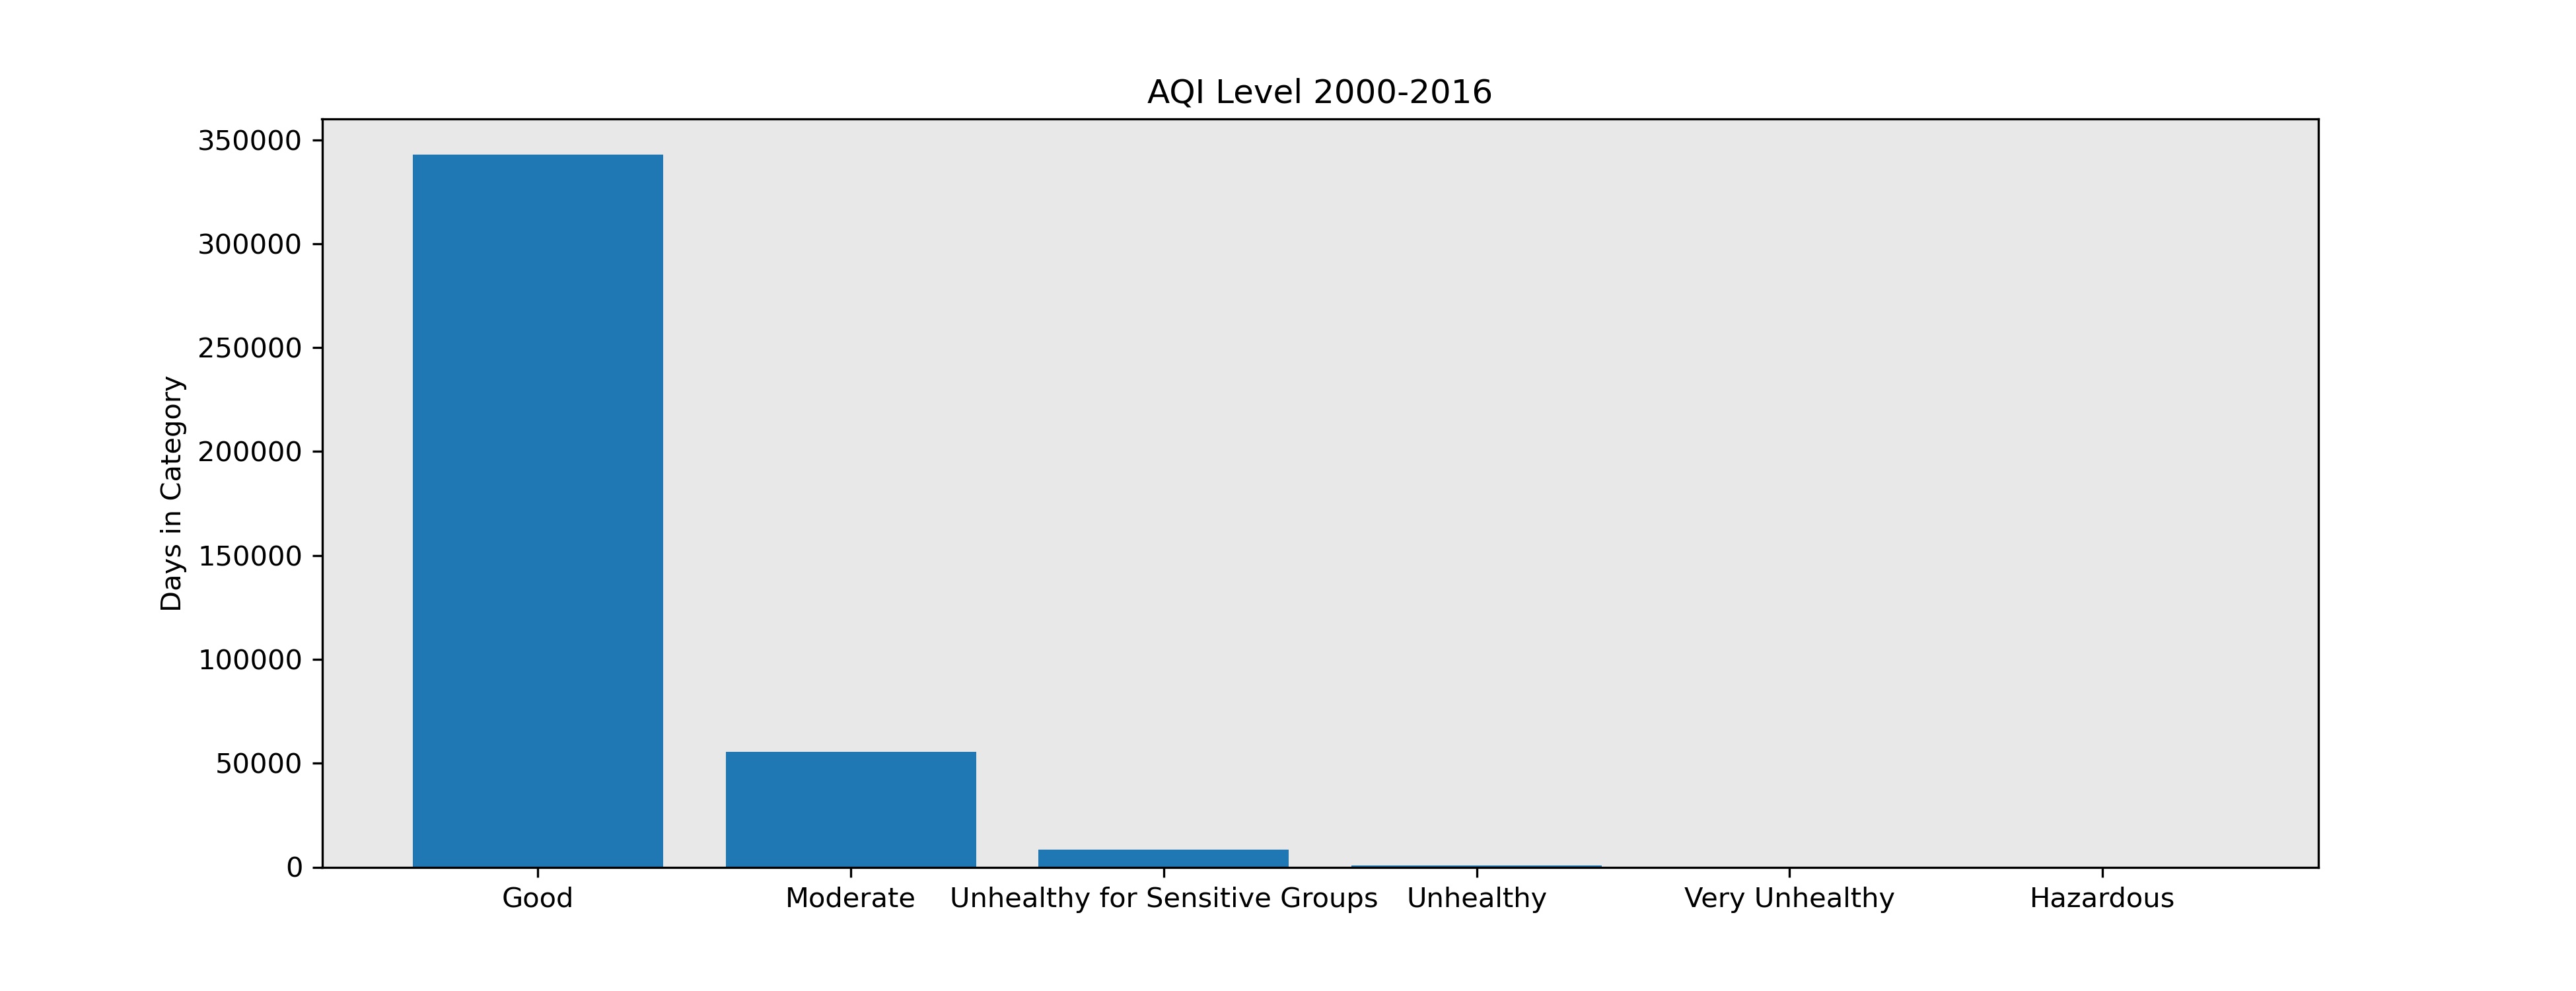 AQI Level 2000-2016
Days in Category
350000
300000
250000
200000
150000
100000
50000
0
Good Moderate Unhealthy for Sensitive Groups Unhealthy Very Unhealthy Hazardous